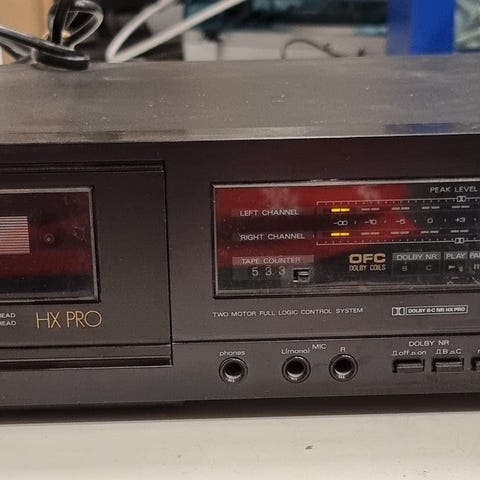 HEAD
HEAD
HX PRO
PEAK LEVEL
LEFT CHANNEL
-∞ -10 -5 0 +3
RIGHT CHANNEL
TAPE COUNTER
533
OFC
DOLBY COILS
DOLBY NR
B C
PLAY
TWO MOTOR FULL LOGIC CONTROL SYSTEM
DOLBY B·C NR HX PRO
phones
L(mono) MIC R
DOLBY NR
off on
B C